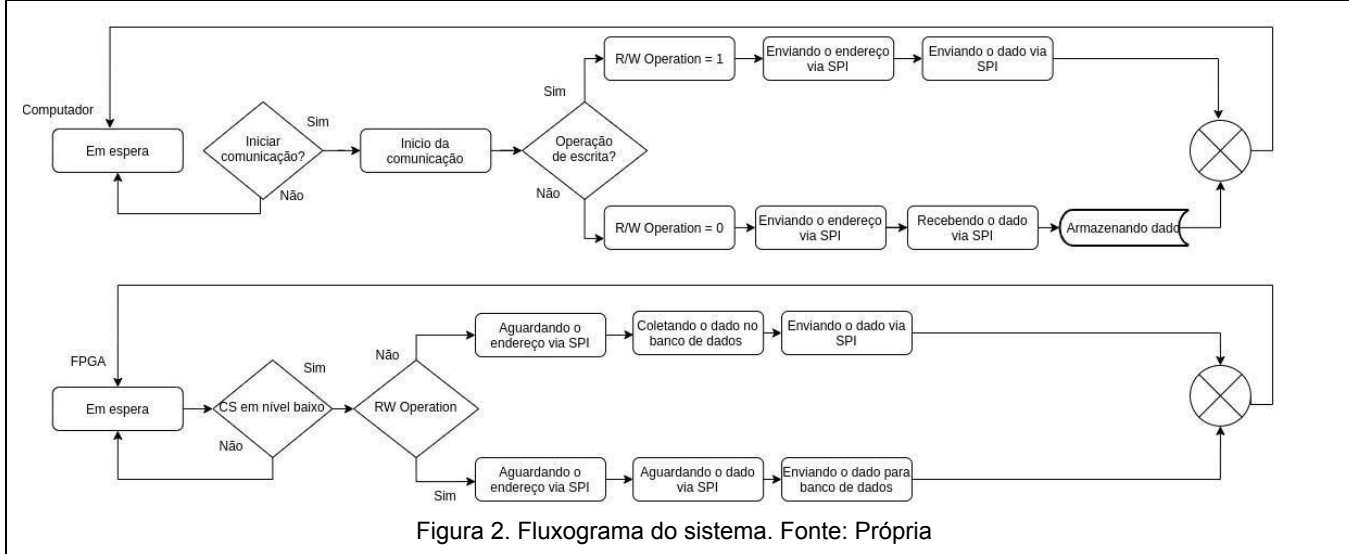 Computador
Em espera
Iniciar
comunicação?
Sim
Não
Inicio da
comunicação
Operação
de escrita?
Sim
Não
R/W Operation = 1
Enviando o endereço
via SPI
Enviando o dado via
SPI
R/W Operation = 0
Enviando o endereço
via SPI
Recebendo o dado
via SPI
Armazenando dado
FPGA
Em espera
CS em nível baixo
Sim
Não
RW Operation
Não
Sim
Aguardando o
endereço via SPI
Coletando o dado no
banco de dados
Enviando o dado via
SPI
Aguardando o
endereço via SPI
Aguardando o dado
via SPI
Enviando o dado para
banco de dados
Figura 2. Fluxograma do sistema. Fonte: Própria